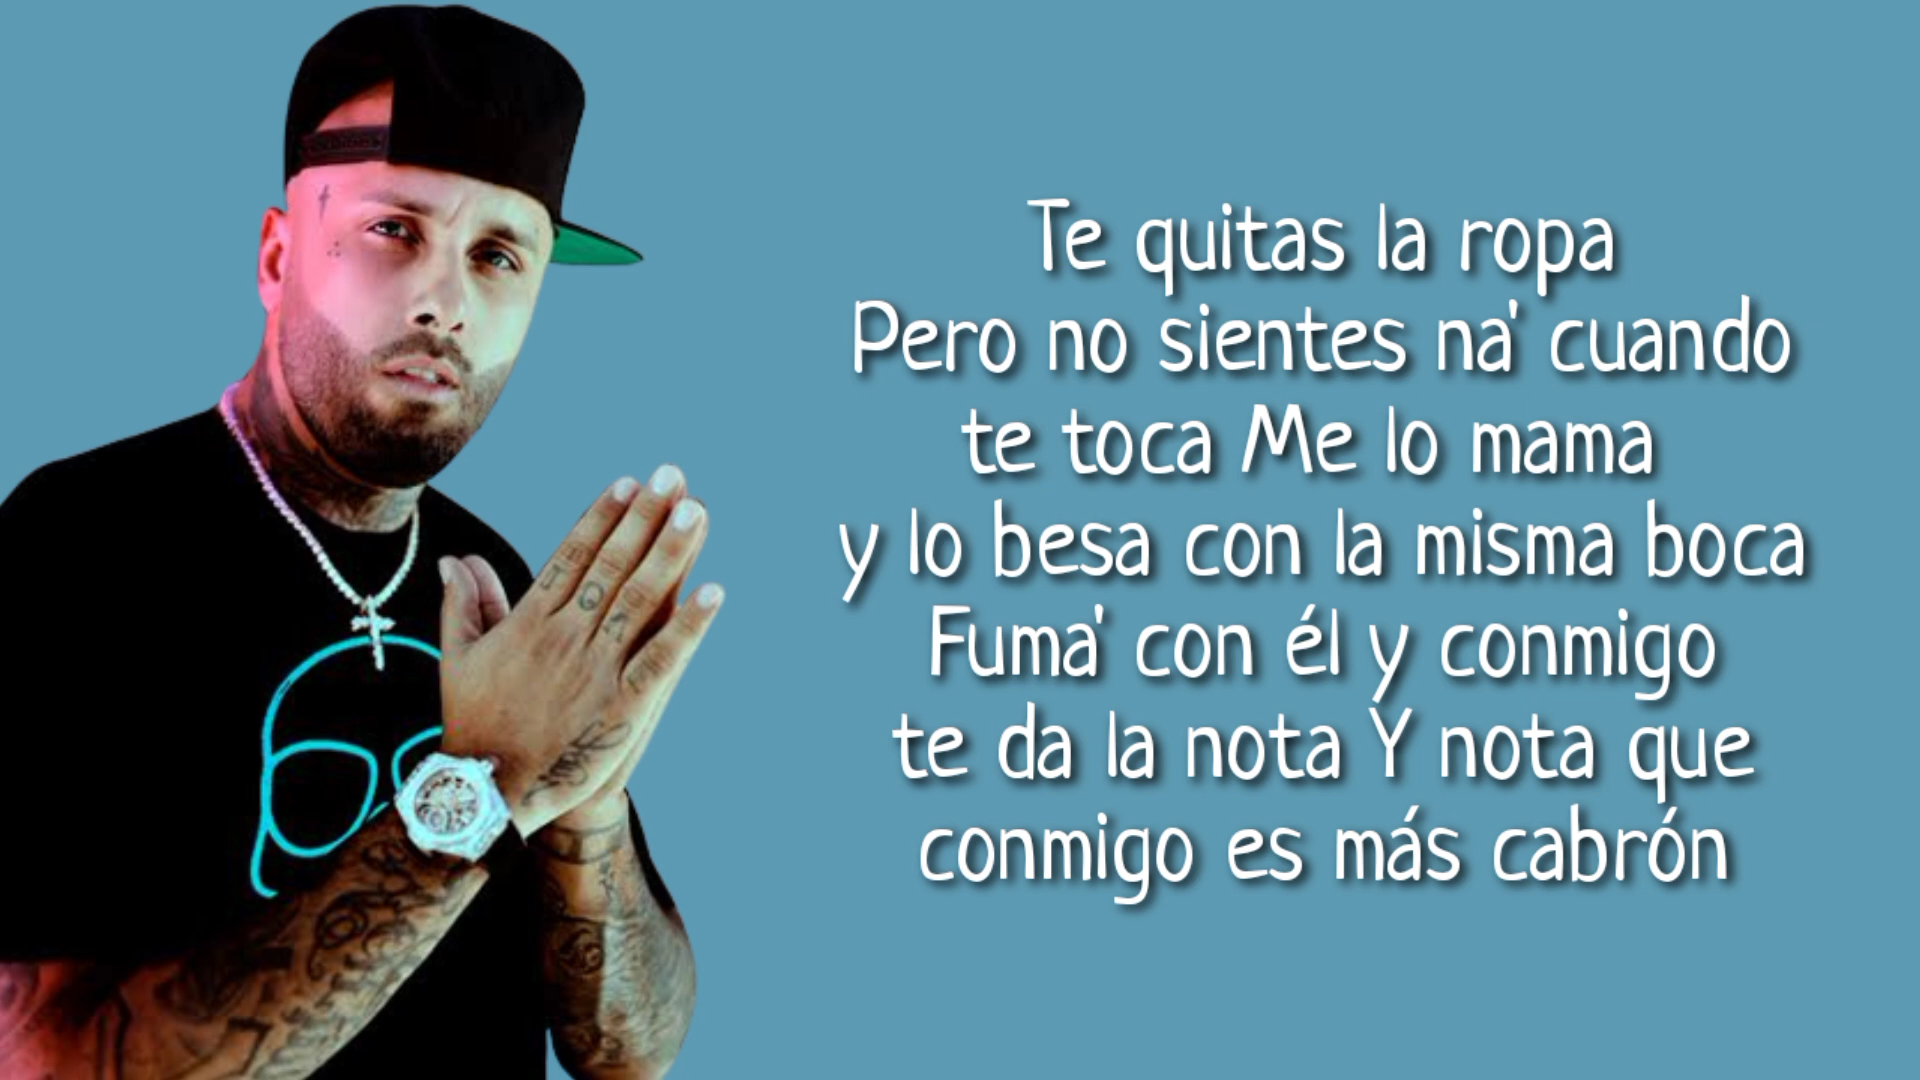 Te quitas la ropa
Pero no sientes na' cuando
te toca Me lo mama
y lo besa con la misma boca
Fuma' con él y conmigo
te da la nota Y nota que
conmigo es más cabrón